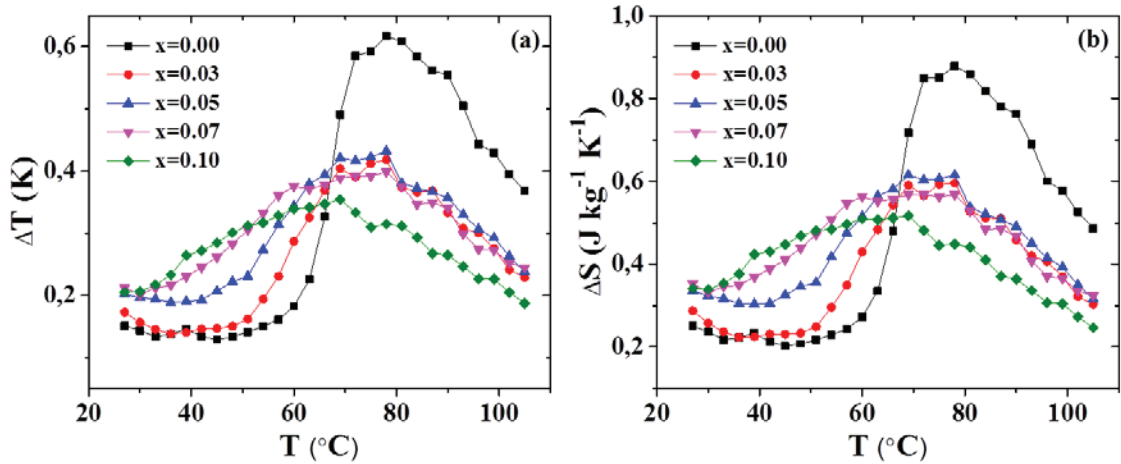 (a)
x=0.00
x=0.03
x=0.05
x=0.07
x=0.10
0,6
0,4
0,2
ΔT (K)
20 40 60 80 100
T (°C)
(b)
x=0.00
x=0.03
x=0.05
x=0.07
x=0.10
1,0
0,8
0,6
0,4
0,2
ΔS (J kg⁻¹ K⁻¹)
20 40 60 80 100
T (°C)